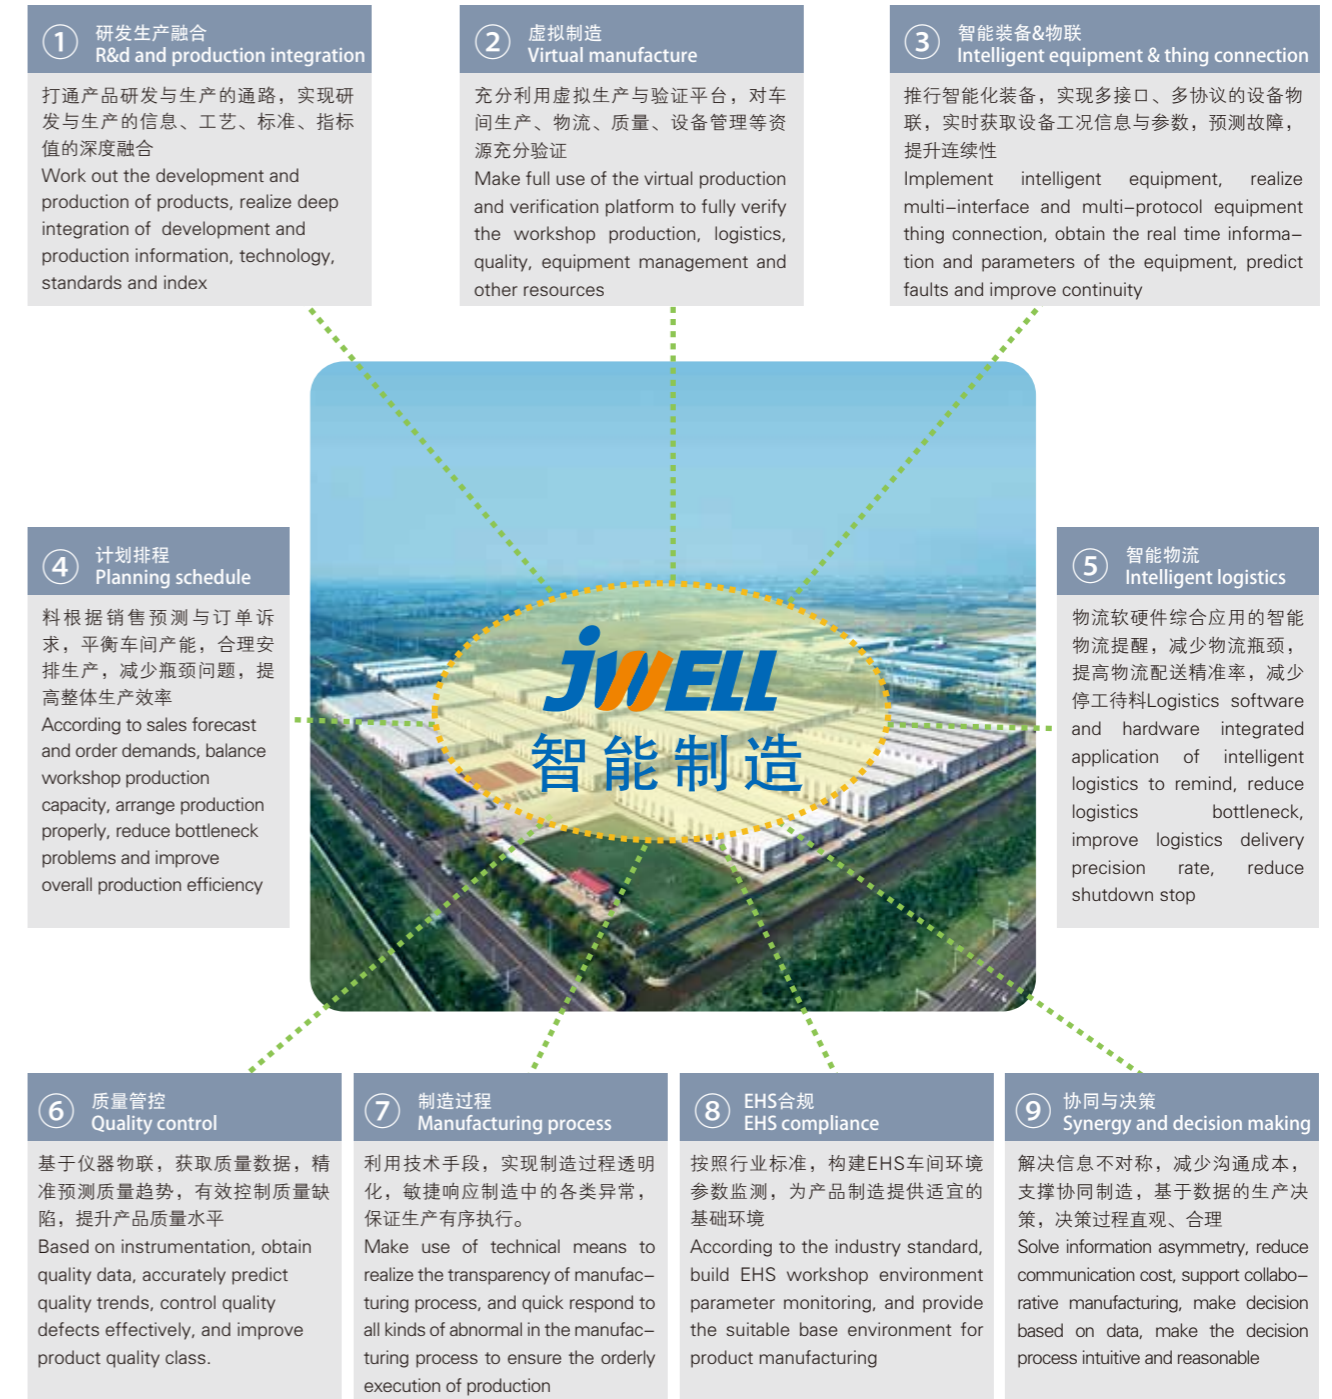 ① 研发生产融合
R&d and production integration
打通产品研发与生产的通路，实现研
发与生产的信息、工艺、标准、指标
值的深度融合
Work out the development and
production of products, realize deep
integration of development and
production information, technology,
standards and index
② 虚拟制造
Virtual manufacture
充分利用虚拟生产与验证平台，对车
间生产、物流、质量、设备管理等资
源充分验证
Make full use of the virtual production
and verification platform to fully verify
the workshop production, logistics,
quality, equipment management and
other resources
③ 智能装备&物联
Intelligent equipment & thing connection
推行智能化装备，实现多接口、多协议的设备物
联，实时获取设备工况信息与参数，预测故障，
提升连续性
Implement intelligent equipment, realize
multi-interface and multi-protocol equipment
thing connection, obtain the real time informa-
tion and parameters of the equipment, predict
faults and improve continuity
④ 计划排程
Planning schedule
料根据销售预测与订单诉
求，平衡车间产能，合理安
排生产，减少瓶颈问题，提
高整体生产效率
According to sales forecast
and order demands, balance
workshop production
capacity, arrange production
properly, reduce bottleneck
problems and improve
overall production efficiency
JWELL
智能制造
JWELL
⑤ 智能物流
Intelligent logistics
物流软硬件综合应用的智能
物流提醒，减少物流瓶颈，
提高物流配送精准率，减少
停工待料Logistics software
and hardware integrated
application of intelligent
logistics to remind, reduce
logistics bottleneck,
improve logistics delivery
precision rate, reduce
shutdown stop
⑥ 质量管控
Quality control
基于仪器物联，获取质量数据，精
准预测质量趋势，有效控制质量缺
陷，提升产品质量水平
Based on instrumentation, obtain
quality data, accurately predict
quality trends, control quality
defects effectively, and improve
product quality class.
⑦ 制造过程
Manufacturing process
利用技术手段，实现制造过程透明
化，敏捷响应制造中的各类异常，
保证生产有序执行。
Make use of technical means to
realize the transparency of manufac-
turing process, and quick respond to
all kinds of abnormal in the manufac-
turing process to ensure the orderly
execution of production
⑧ EHS合规
EHS compliance
按照行业标准，构建EHS车间环境
参数监测，为产品制造提供适宜的
基础环境
According to the industry standard,
build EHS workshop environment
parameter monitoring, and provide
the suitable base environment for
product manufacturing
⑨ 协同与决策
Synergy and decision making
解决信息不对称，减少沟通成本，
支撑协同制造，基于数据的生产决
策，决策过程直观、合理
Solve information asymmetry, reduce
communication cost, support collabo-
rative manufacturing, make decision
based on data, make the decision
process intuitive and reasonable